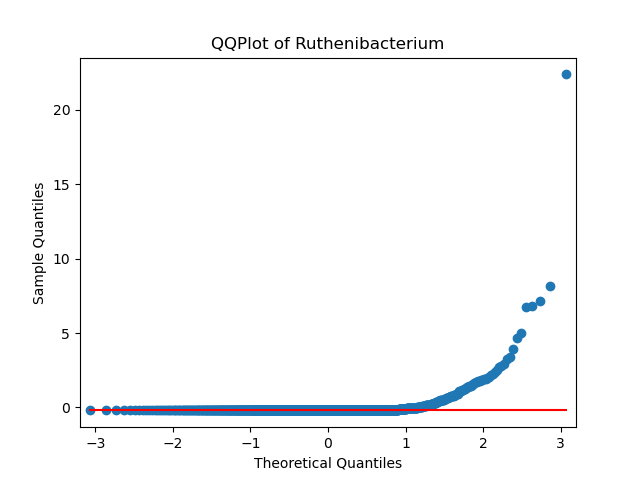 QQPlot of Ruthenibacterium
Sample Quantiles
20
15
10
5
0
−3 −2 −1 0 1 2 3
Theoretical Quantiles